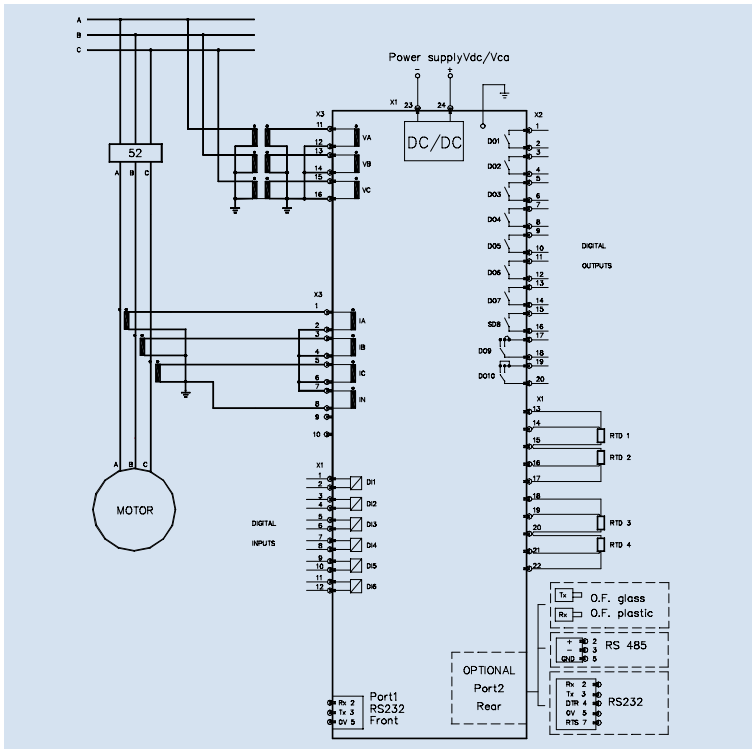 A
B
C
Power supplyVdc/Vca
- +
X1 23 24
DC/DC
X3
11
12
13
14
15
16
VA
VB
VC
52
A B C
X2
1
2
3
4
5
6
7
8
9
10
11
12
13
14
15
16
17
18
19
20
DO1
DO2
DO3
DO4
DO5
DO6
DO7
SD8
DO9
DO10
DIGITAL
OUTPUTS
X3
1
2
3
4
5
6
7
8
9
10
IA
IB
IC
IN
X1
13
14
15
16
17
18
19
20
21
22
RTD 1
RTD 2
RTD 3
RTD 4
A B C
MOTOR
X1
1
2
3
4
5
6
7
8
9
10
11
12
DI1
DI2
DI3
DI4
DI5
DI6
DIGITAL
INPUTS
Tx O.F. glass
Rx O.F. plastic
+ 2
- 3
GND 5
RS 485
OPTIONAL
Port2
Rear
Rx 2
Tx 3
DTR 4
0V 5
RTS 7
RS232
Rx 2
Tx 3
0V 5
Port1
RS232
Front